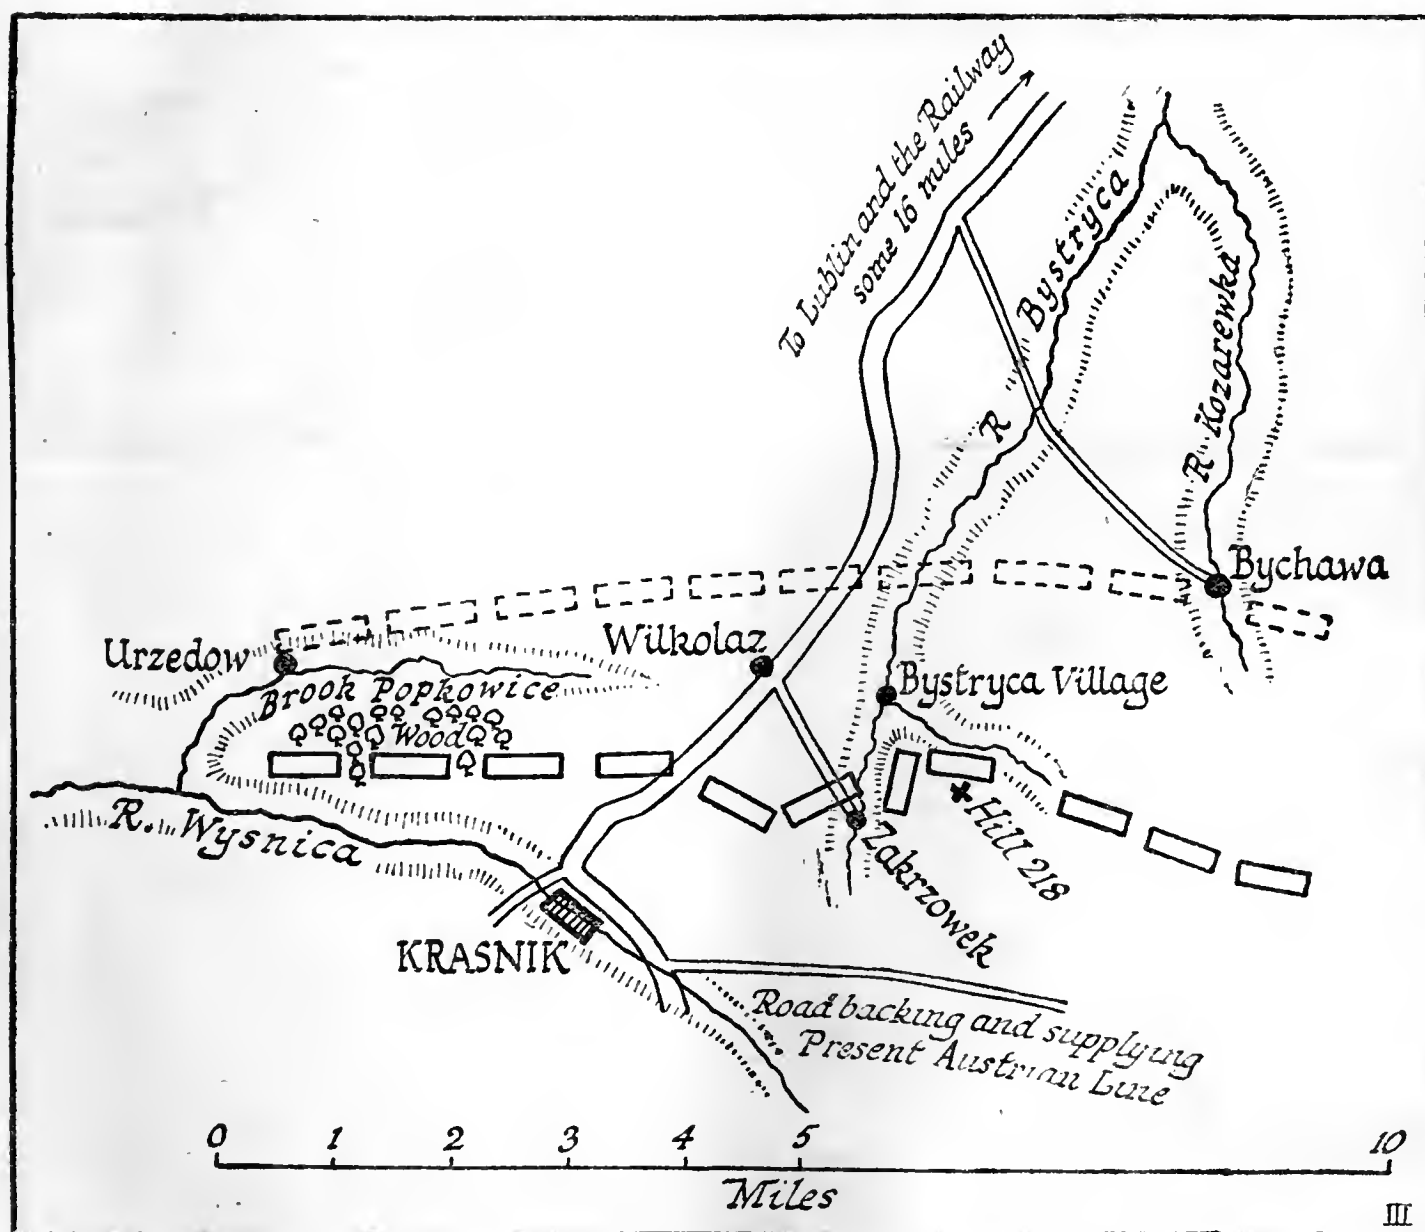 To Lublin and the Railway
some 16 miles
R Bystryca
R Kozarewka
Bychawa
Urzedow
Wilkolaz
Brook Popkowice
Bystryca Village
Wood
R. Wysnica
Hill 218
Zakrzowek
KRASNIK
Road backing and supplying
Present Austrian Line
0 1 2 3 4 5 10
Miles
III